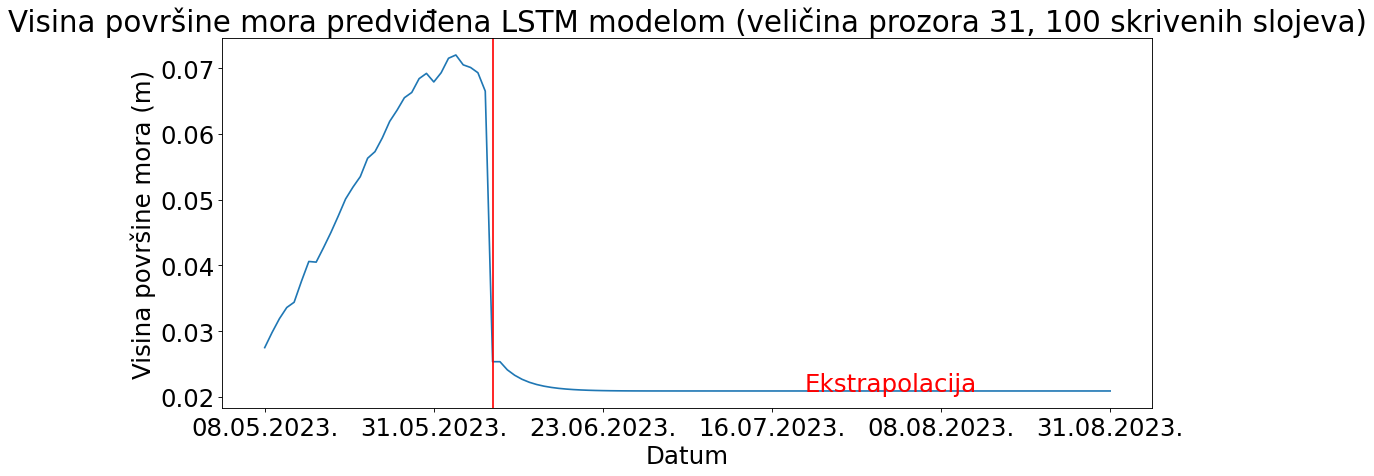 Visina površine mora predviđena LSTM modelom (veličina prozora 31, 100 skrivenih slojeva)
Visina površine mora (m)
0.07
0.06
0.05
0.04
0.03
0.02
Ekstrapolacija
08.05.2023. 31.05.2023. 23.06.2023. 16.07.2023. 08.08.2023. 31.08.2023.
Datum